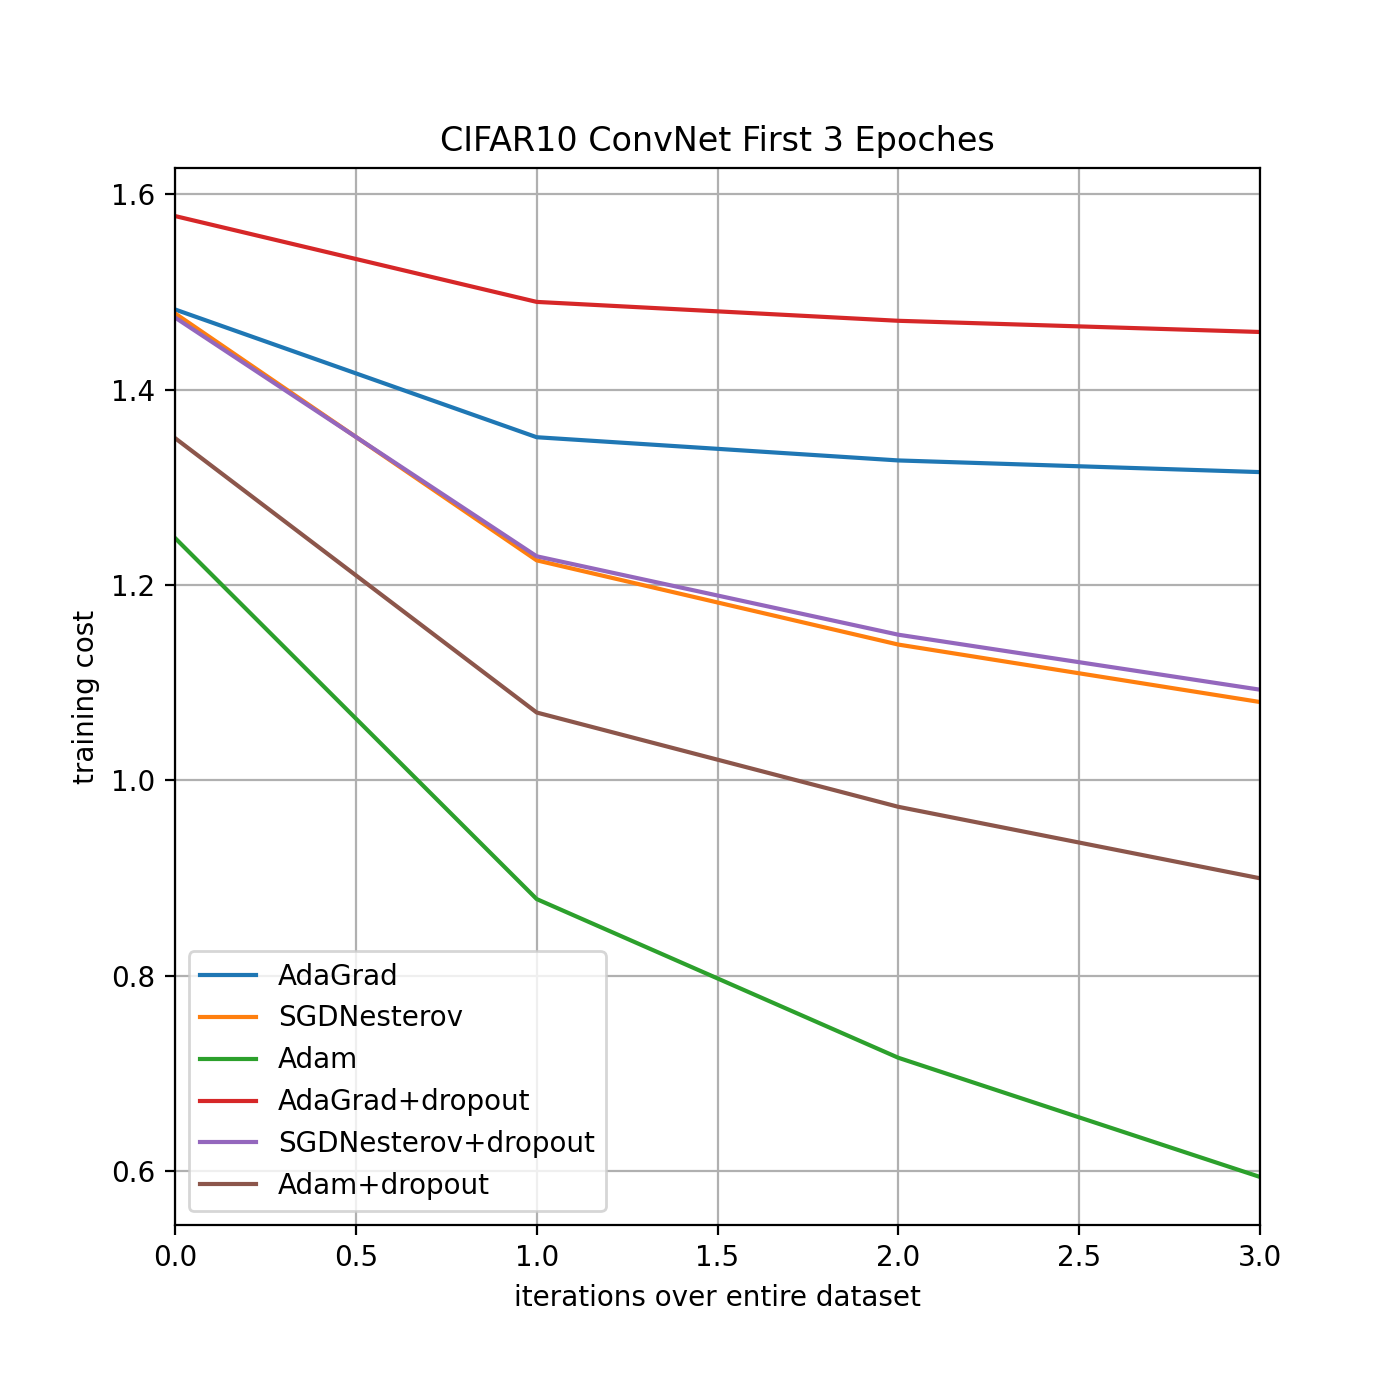 CIFAR10 ConvNet First 3 Epoches
1.6
1.4
1.2
1.0
0.8
0.6
training cost
AdaGrad
SGDNesterov
Adam
AdaGrad+dropout
SGDNesterov+dropout
Adam+dropout
0.0 0.5 1.0 1.5 2.0 2.5 3.0
iterations over entire dataset